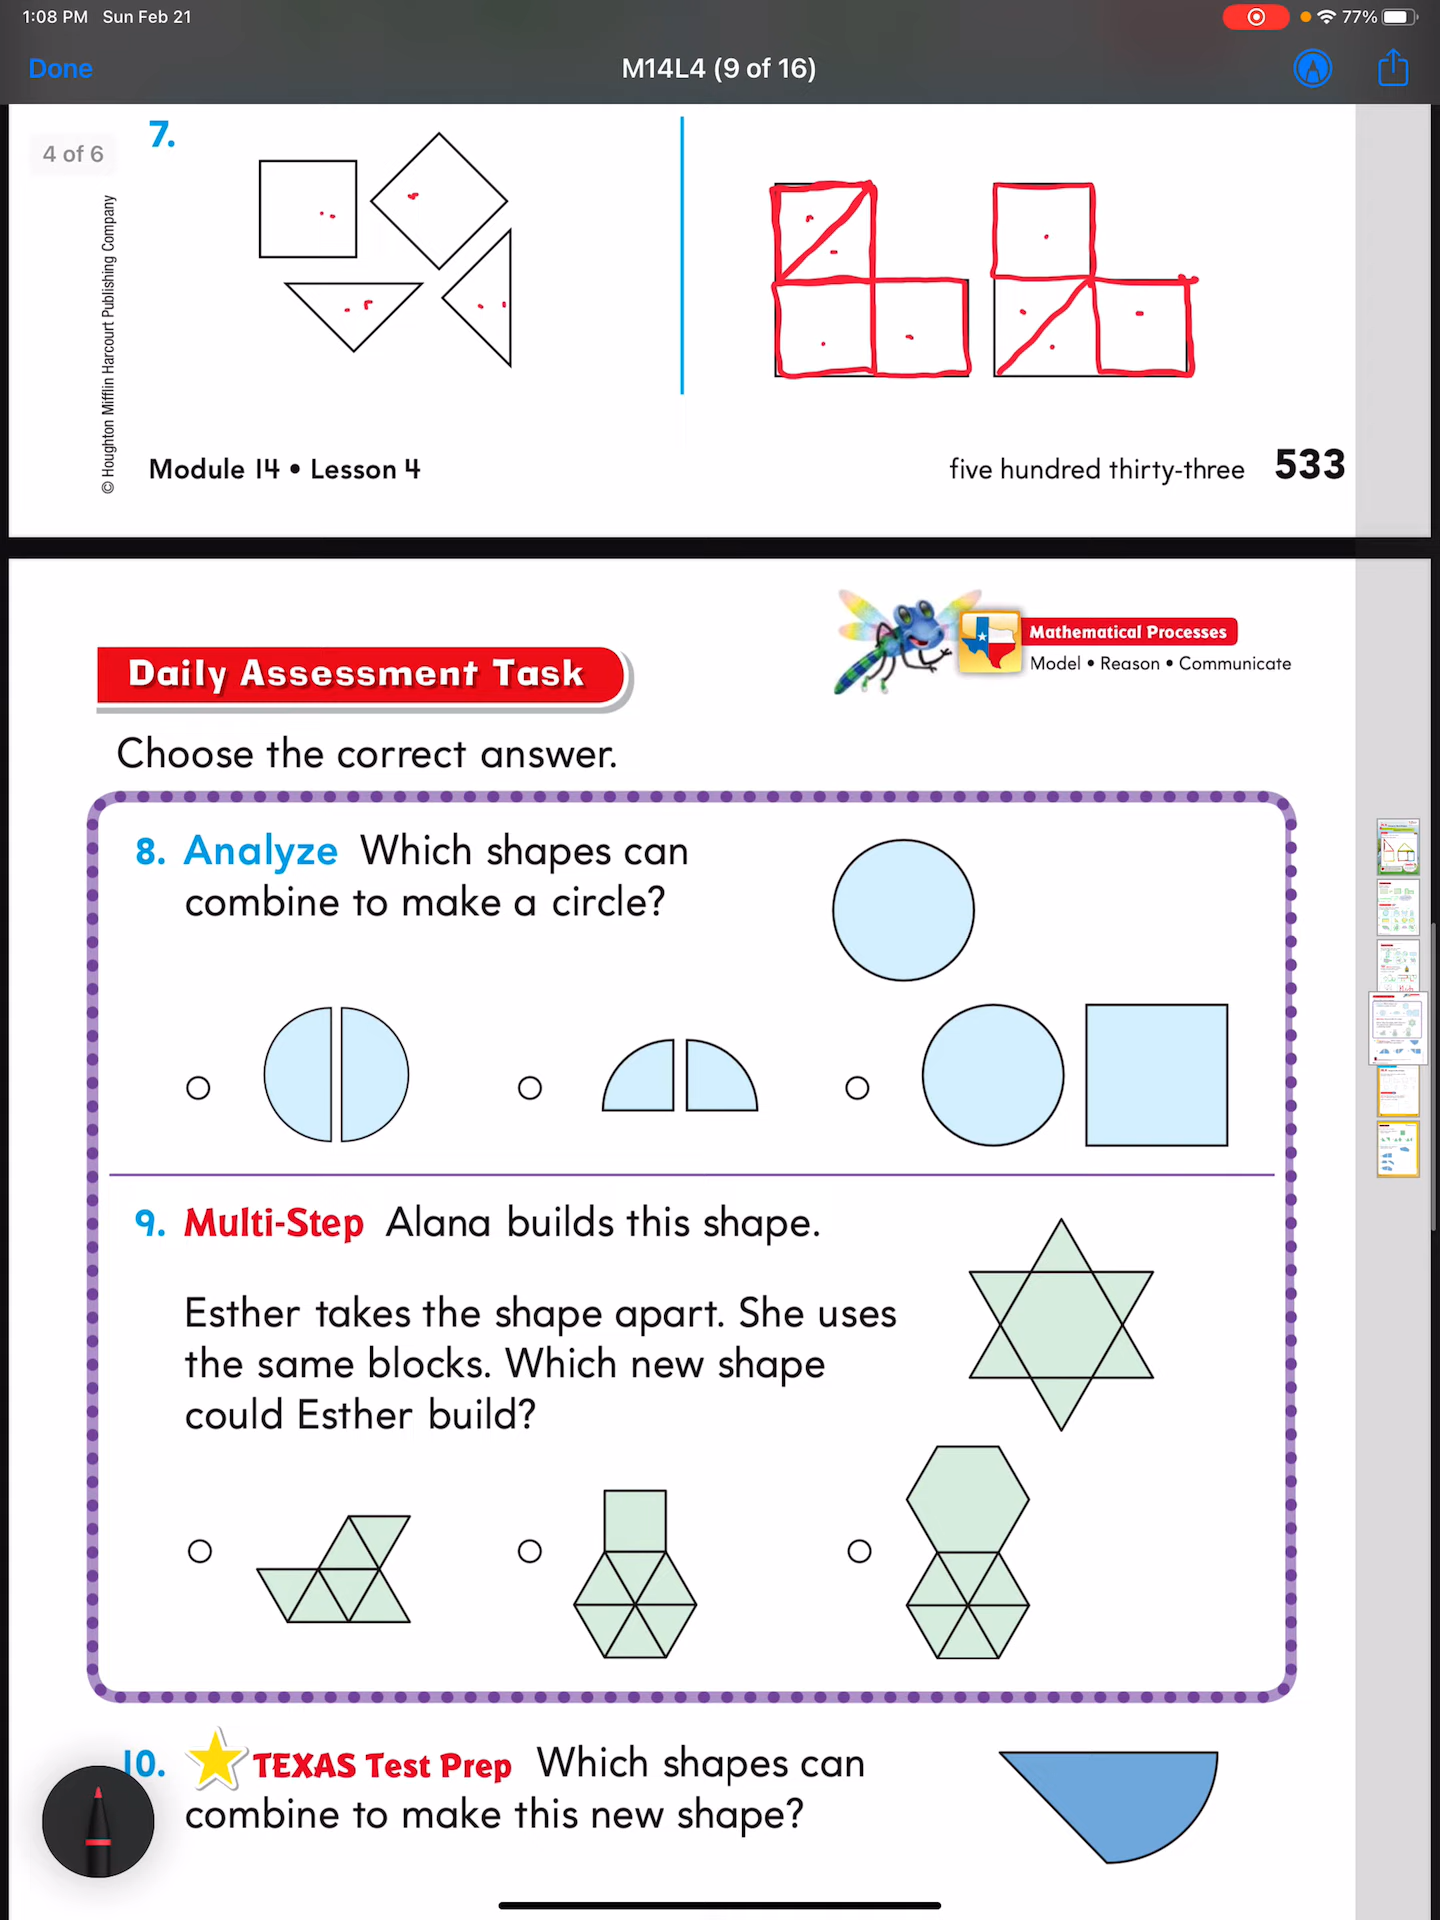 1:08 PM Sun Feb 21
77%
Done
M14L4 (9 of 16)
4 of 6
7.
© Houghton Mifflin Harcourt Publishing Company
Module 14 • Lesson 4
five hundred thirty-three 533
Mathematical Processes
Model • Reason • Communicate
Daily Assessment Task
Choose the correct answer.
8. Analyze Which shapes can
combine to make a circle?
9. Multi-Step Alana builds this shape.
Esther takes the shape apart. She uses
the same blocks. Which new shape
could Esther build?
10. TEXAS Test Prep Which shapes can
combine to make this new shape?